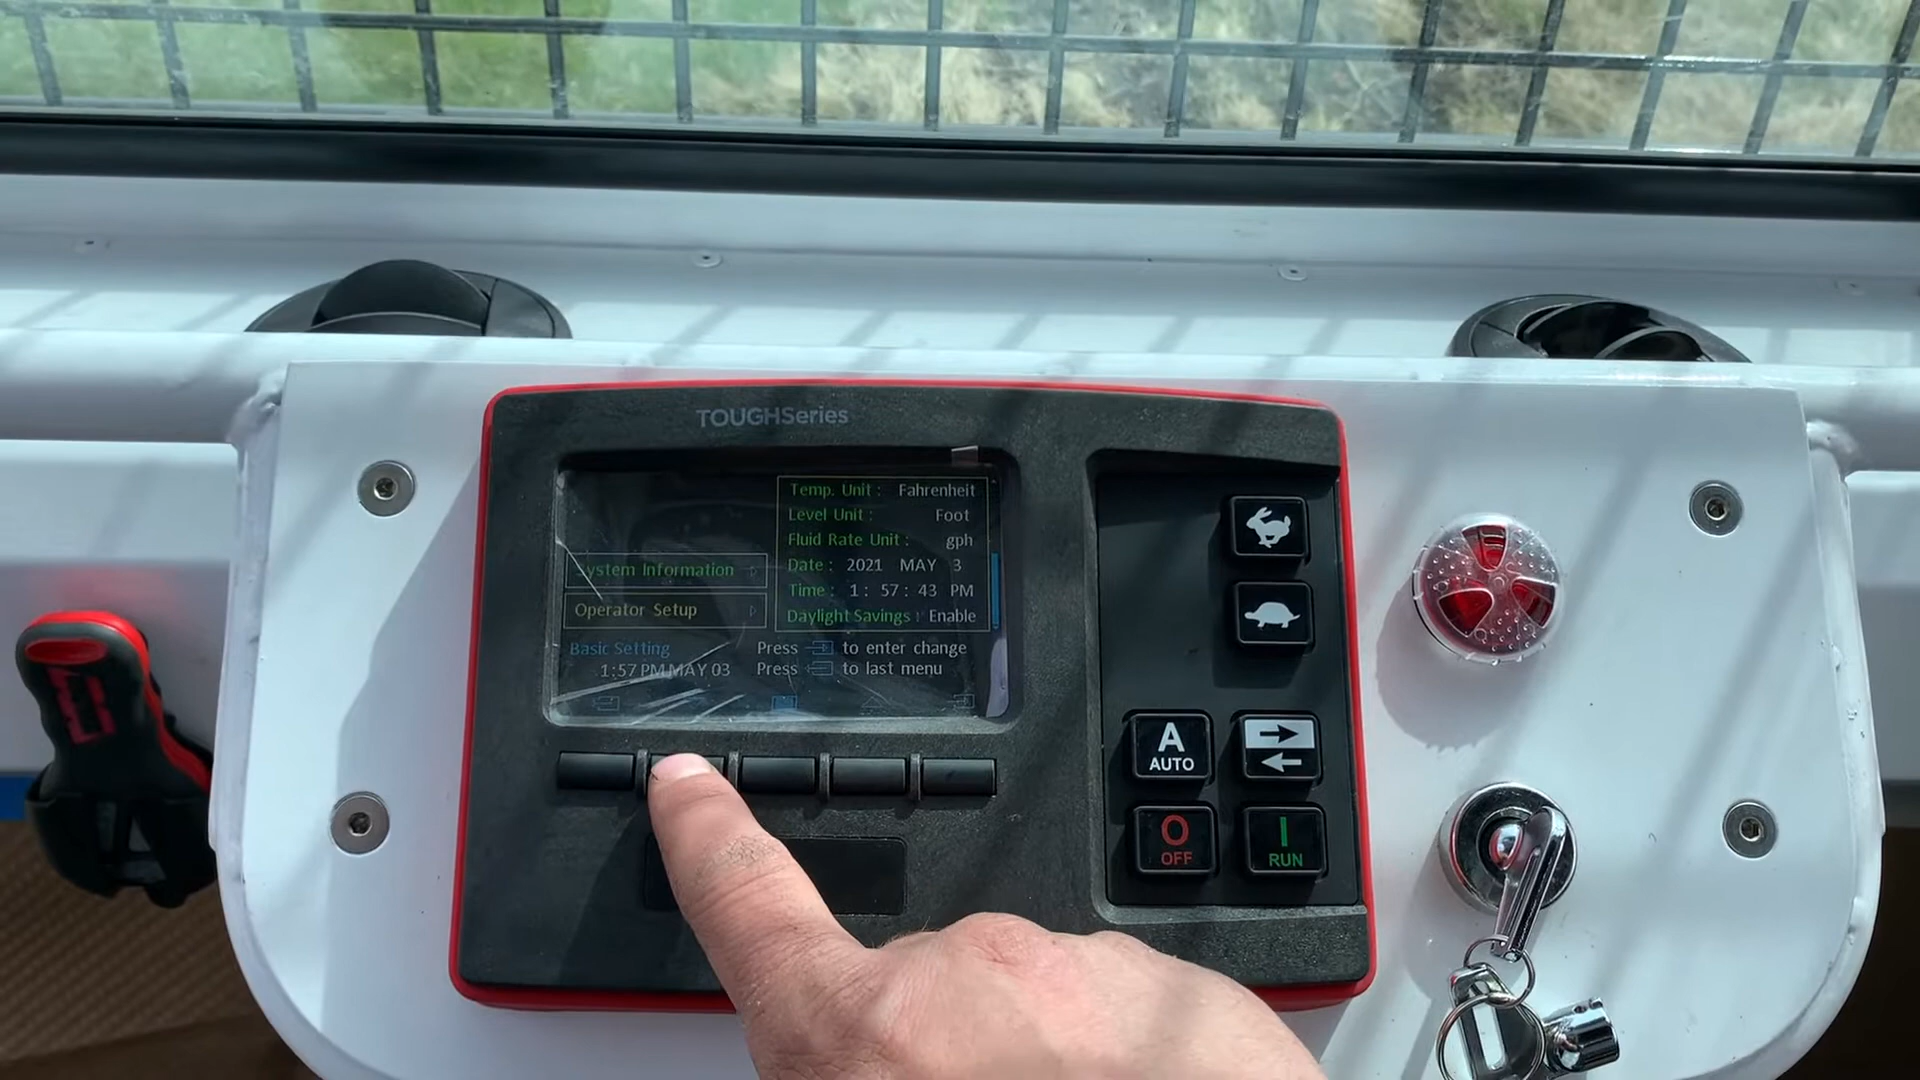 TOUGHSeries
System Information
Operator Setup
Basic Setting
1:57 PM MAY 03
Temp. Unit : Fahrenheit
Level Unit : Foot
Fluid Rate Unit : gph
Date : 2021 MAY 3
Time : 1 : 57 : 43 PM
Daylight Savings : Enable
Press to enter change
Press to last menu
A
AUTO
O
OFF
I
RUN